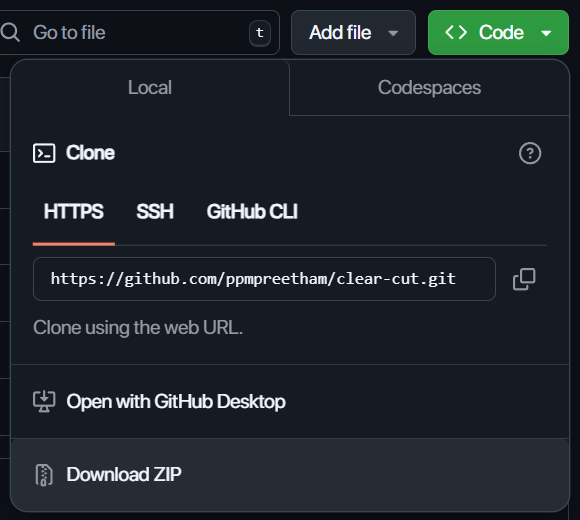 Go to file
t
Add file
Code
Local
Codespaces
Clone
HTTPS
SSH
GitHub CLI
https://github.com/ppmpreetham/clear-cut.git
Clone using the web URL.
Open with GitHub Desktop
Download ZIP